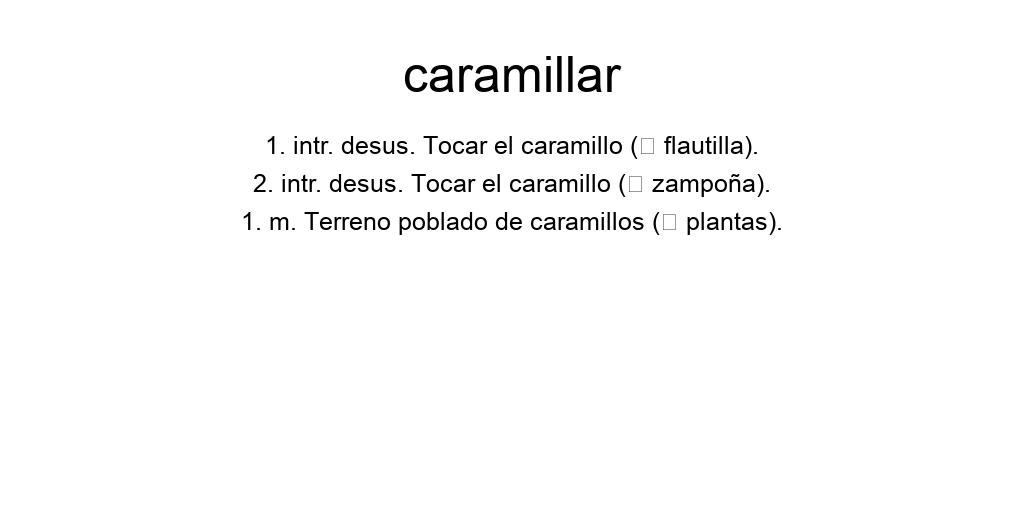 caramillar
1. intr. desus. Tocar el caramillo (□ flautilla).
2. intr. desus. Tocar el caramillo (□ zampoña).
1. m. Terreno poblado de caramillos (□ plantas).